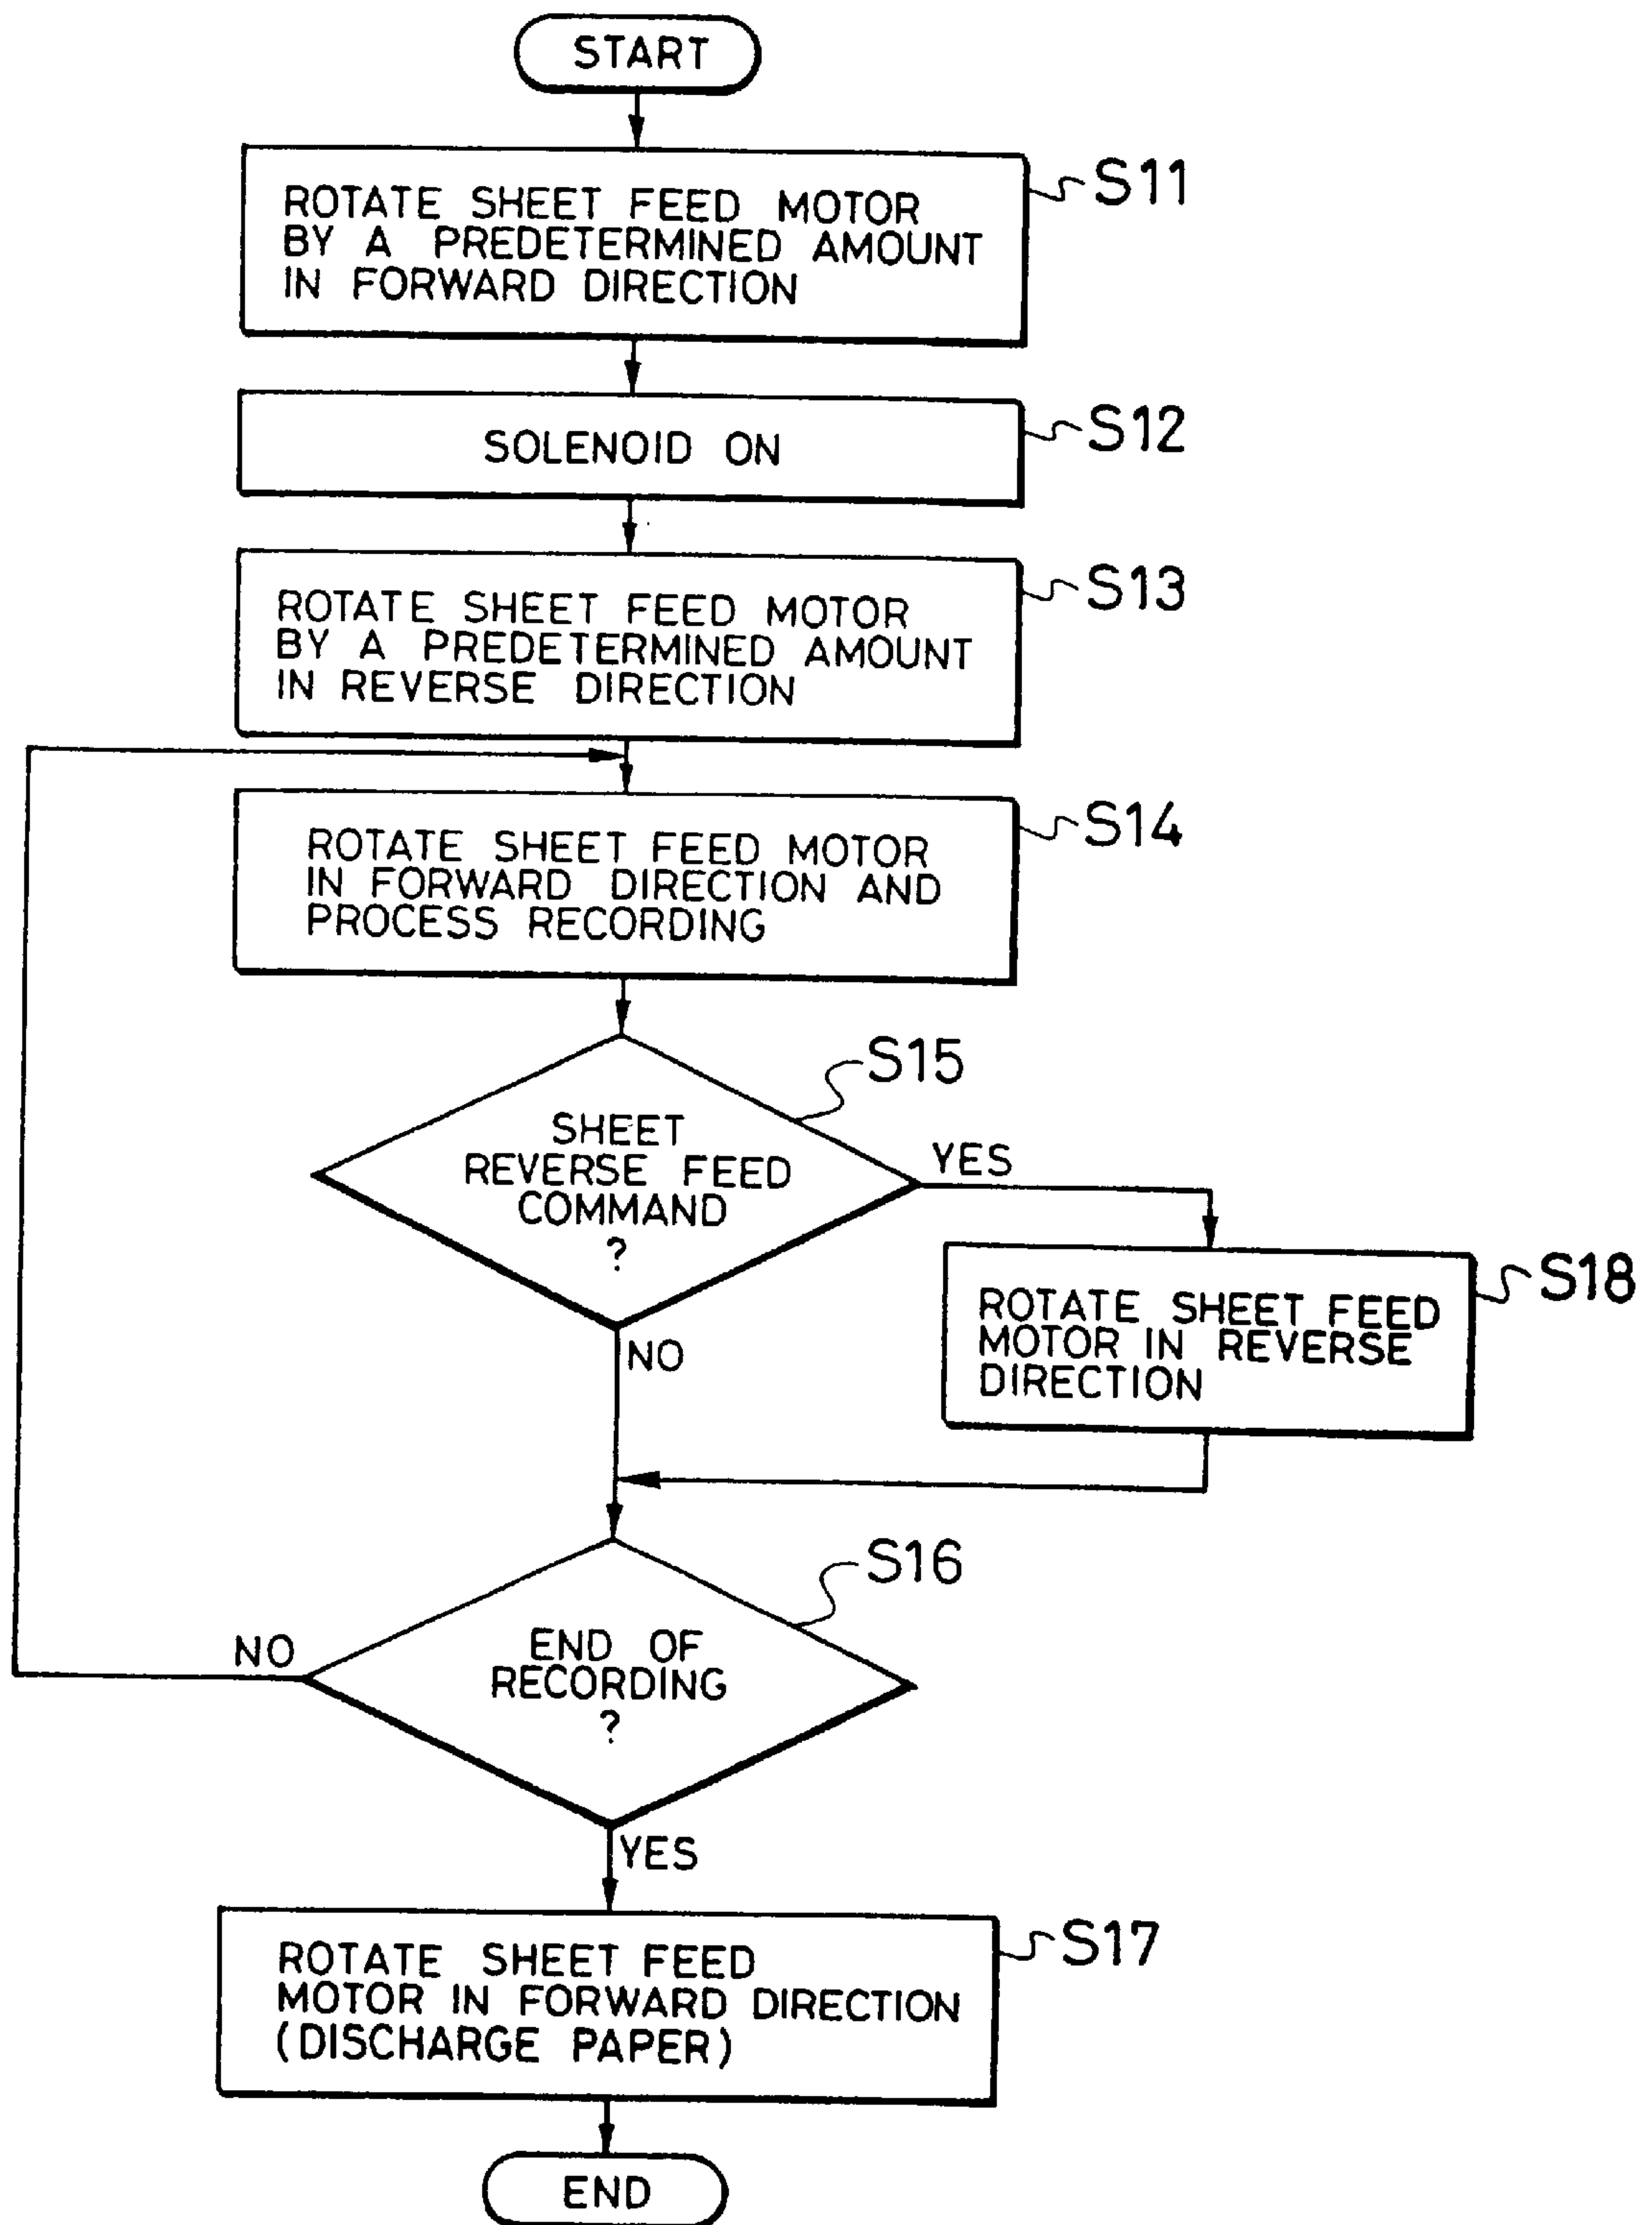 START
ROTATE SHEET FEED MOTOR
BY A PREDETERMINED AMOUNT
IN FORWARD DIRECTION
S11
SOLENOID ON
S12
ROTATE SHEET FEED MOTOR
BY A PREDETERMINED AMOUNT
IN REVERSE DIRECTION
S13
ROTATE SHEET FEED MOTOR
IN FORWARD DIRECTION AND
PROCESS RECORDING
S14
SHEET
REVERSE FEED
COMMAND
?
S15
YES
NO
ROTATE SHEET FEED
MOTOR IN REVERSE
DIRECTION
S18
END OF
RECORDING
?
S16
NO
YES
ROTATE SHEET FEED
MOTOR IN FORWARD DIRECTION
(DISCHARGE PAPER)
S17
END